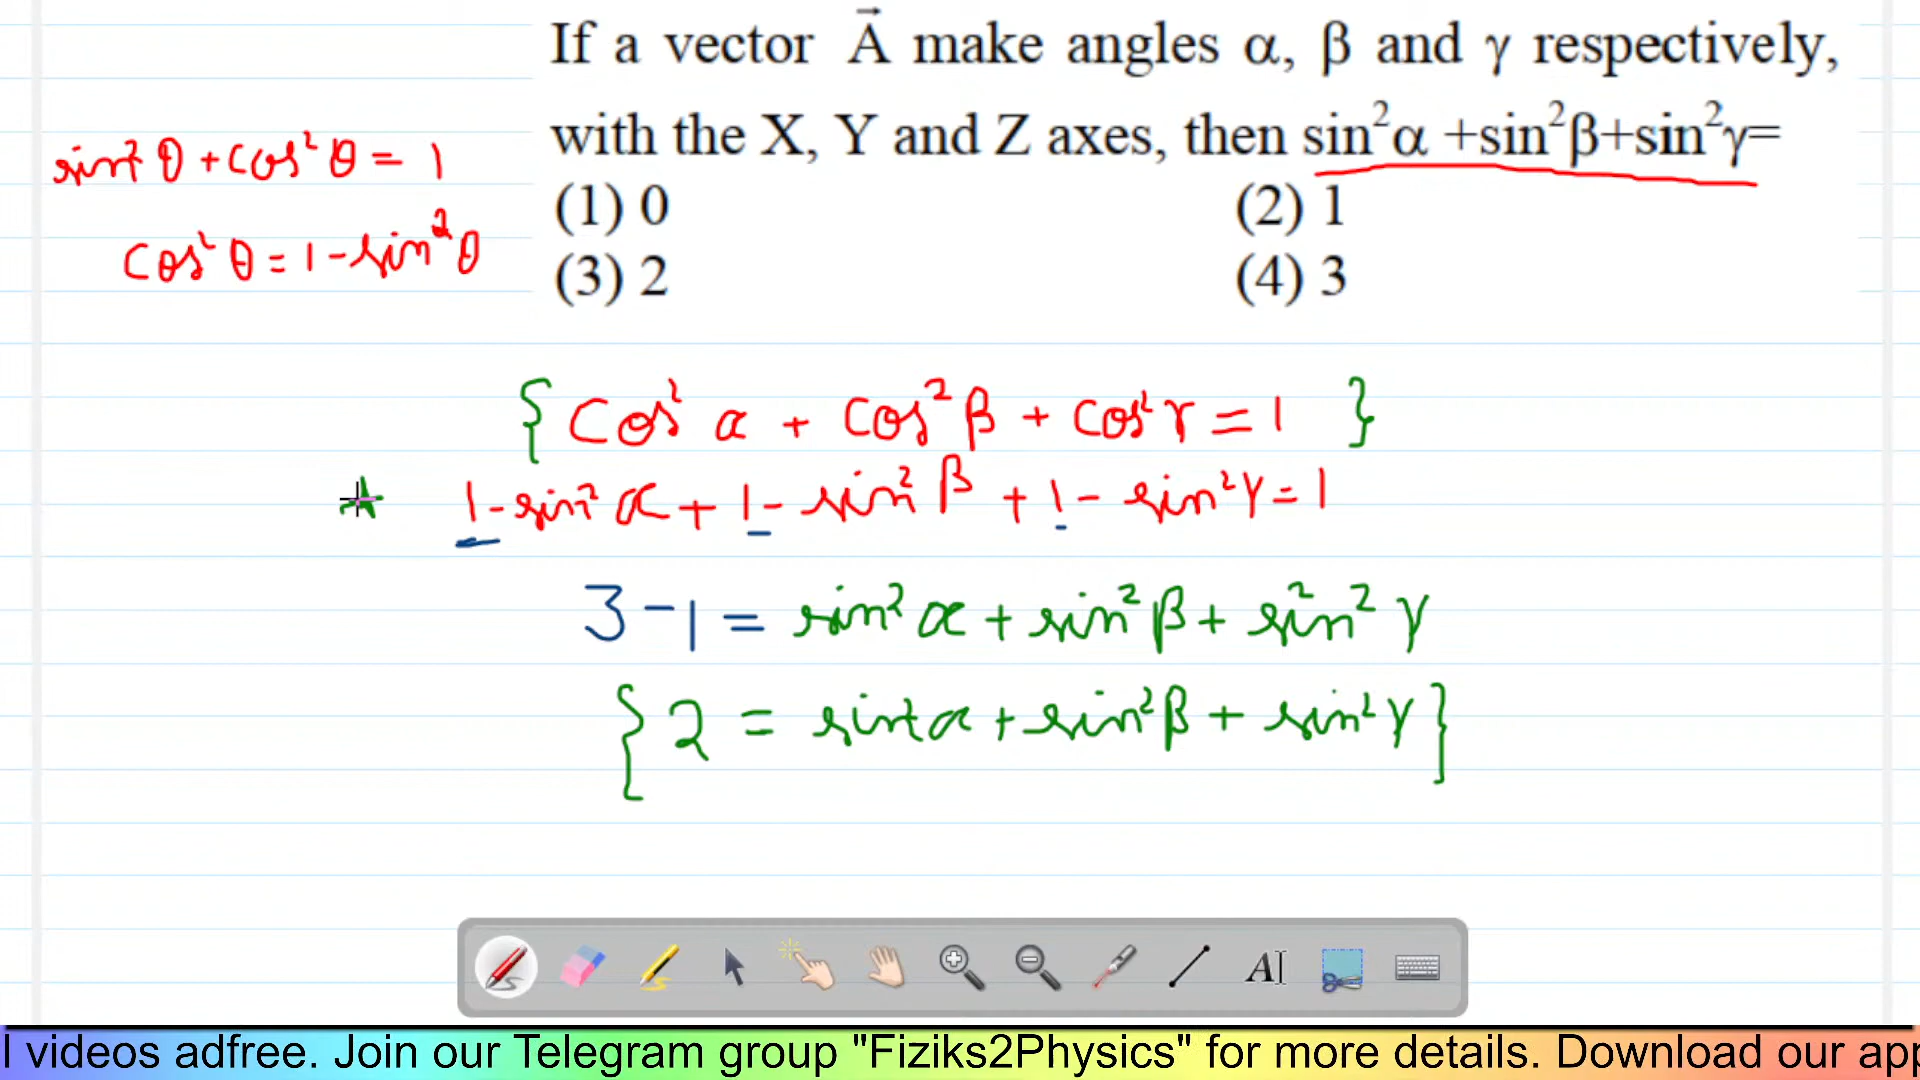 If a vector A⃗ make angles α, β and γ respectively,
with the X, Y and Z axes, then sin²α +sin²β+sin²γ=
(1) 0 (2) 1
(3) 2 (4) 3
sin²θ + cos²θ = 1
cos²θ = 1 - sin²θ
{ cos²α + cos²β + cos²γ = 1 }
1 - sin²α + 1 - sin²β + 1 - sin²γ = 1
3 - 1 = sin²α + sin²β + si²n²γ
{ 2 = sin²α + sin²β + sin²γ }
A
l videos adfree. Join our Telegram group "Fiziks2Physics" for more details. Download our app